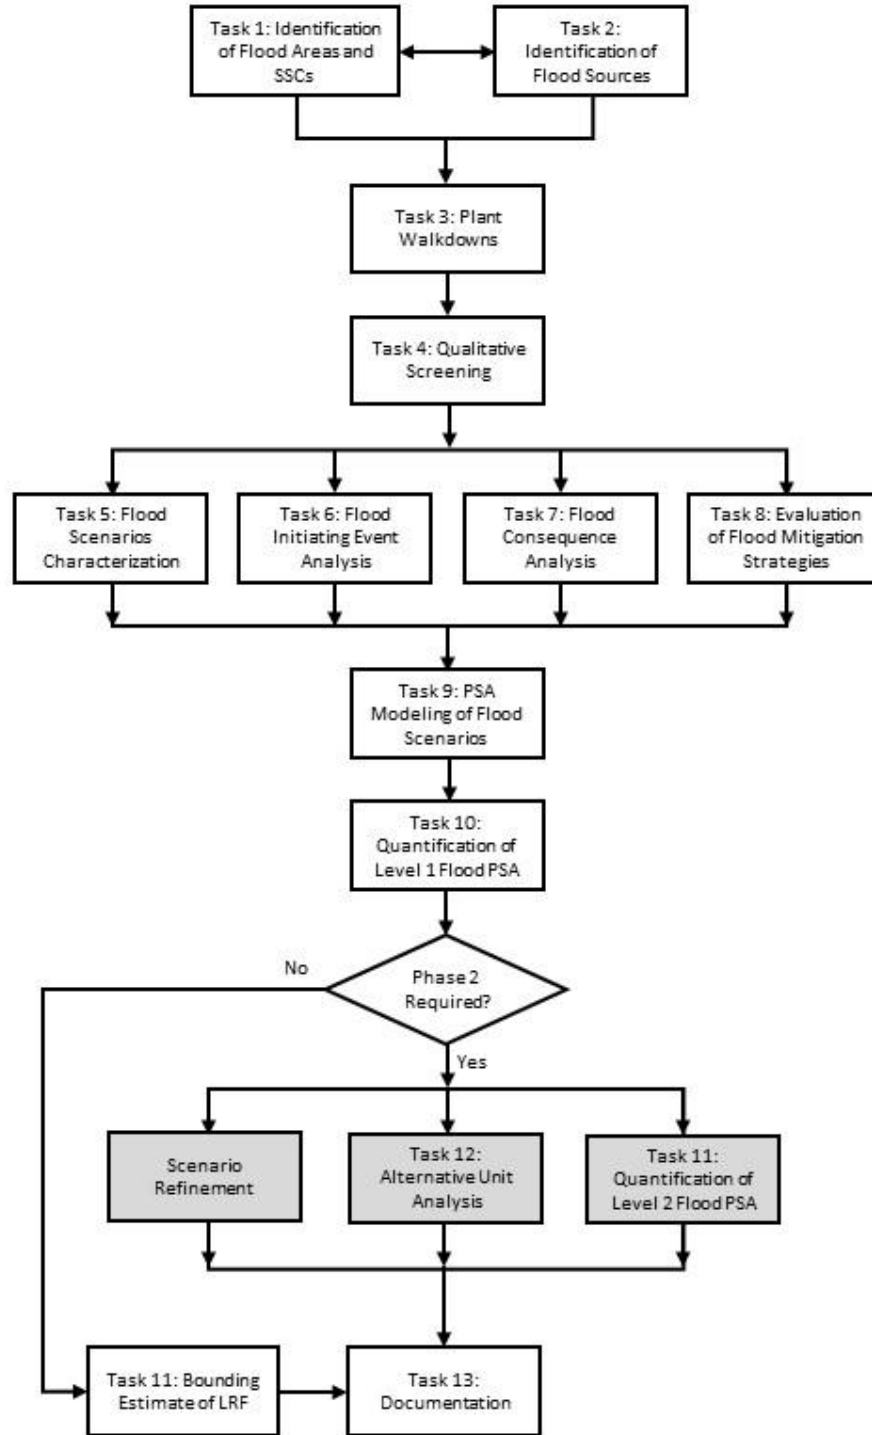 Task 1: Identification
of Flood Areas and
SSCs
Task 2:
Identification of
Flood Sources
Task 3: Plant
Walkdowns
Task 4: Qualitative
Screening
Task 5: Flood
Scenarios
Characterization
Task 6: Flood
Initiating Event
Analysis
Task 7: Flood
Consequence
Analysis
Task 8: Evaluation
of Flood Mitigation
Strategies
Task 9: PSA
Modeling of Flood
Scenarios
Task 10:
Quantification of
Level 1 Flood PSA
No
Phase 2
Required?
Yes
Scenario
Refinement
Task 12:
Alternative Unit
Analysis
Task 11:
Quantification of
Level 2 Flood PSA
Task 11: Bounding
Estimate of LRF
Task 13:
Documentation